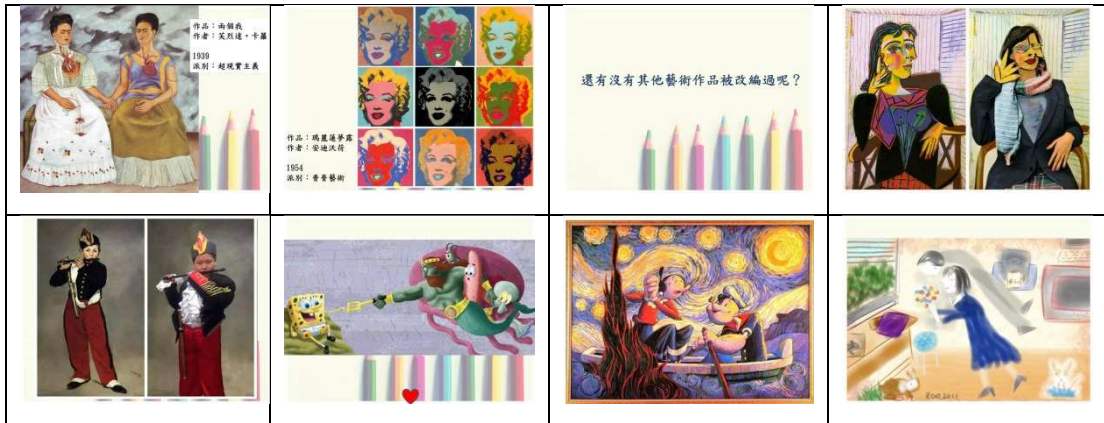 作品：兩個我
作者：芙烈達・卡蘿
1939
派別：超現實主義
作品：瑪麗蓮夢露
作者：安迪沃荷
1954
派別：普普藝術
還有沒有其他藝術作品被改編過呢？